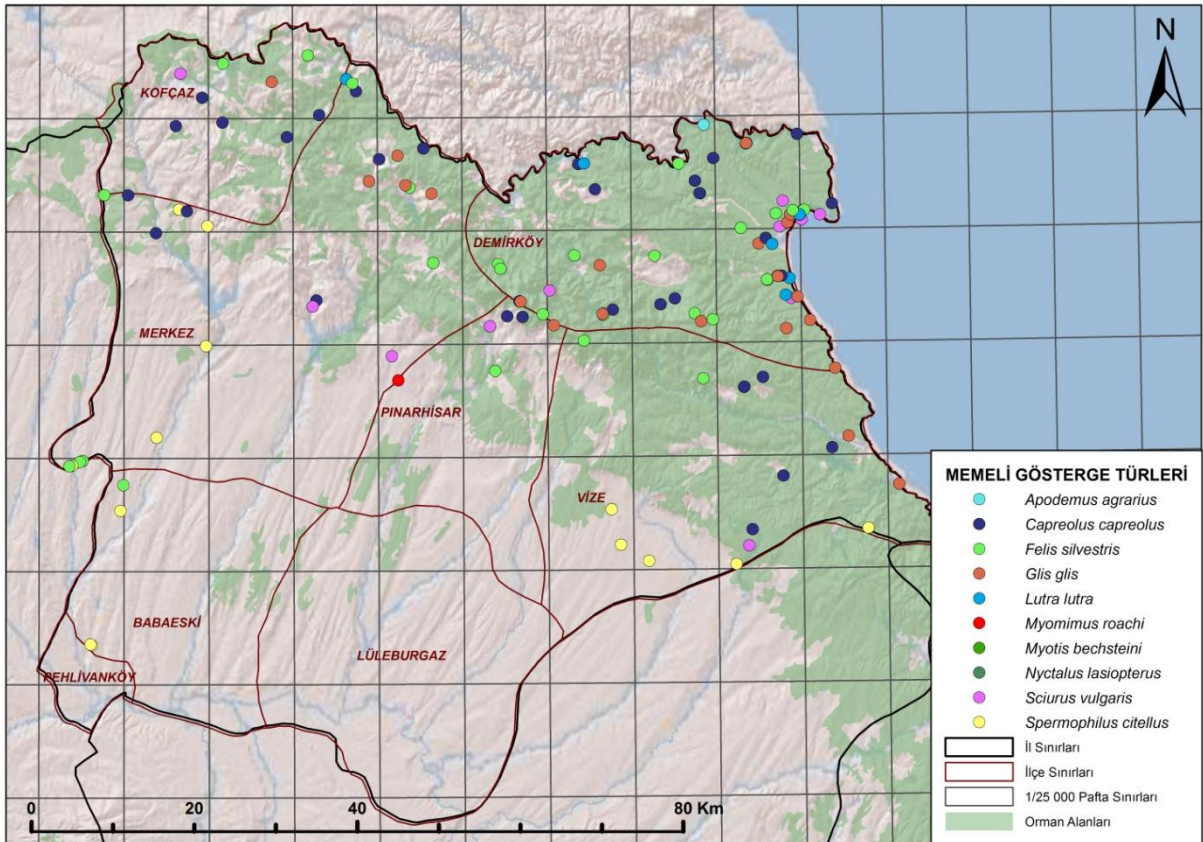 N
KOFÇAZ
DEMİRKÖY
MERKEZ
PINARHİSAR
VİZE
BABAESKİ
LÜLEBURGAZ
PEHLİVANKÖY
0 20 40 80 Km
MEMELİ GÖSTERGE TÜRLERİ
Apodemus agrarius
Capreolus capreolus
Felis silvestris
Glis glis
Lutra lutra
Myomimus roachi
Myotis bechsteini
Nyctalus lasiopterus
Sciurus vulgaris
Spermophilus citellus
İl Sınırları
İlçe Sınırları
1/25 000 Pafta Sınırları
Orman Alanları